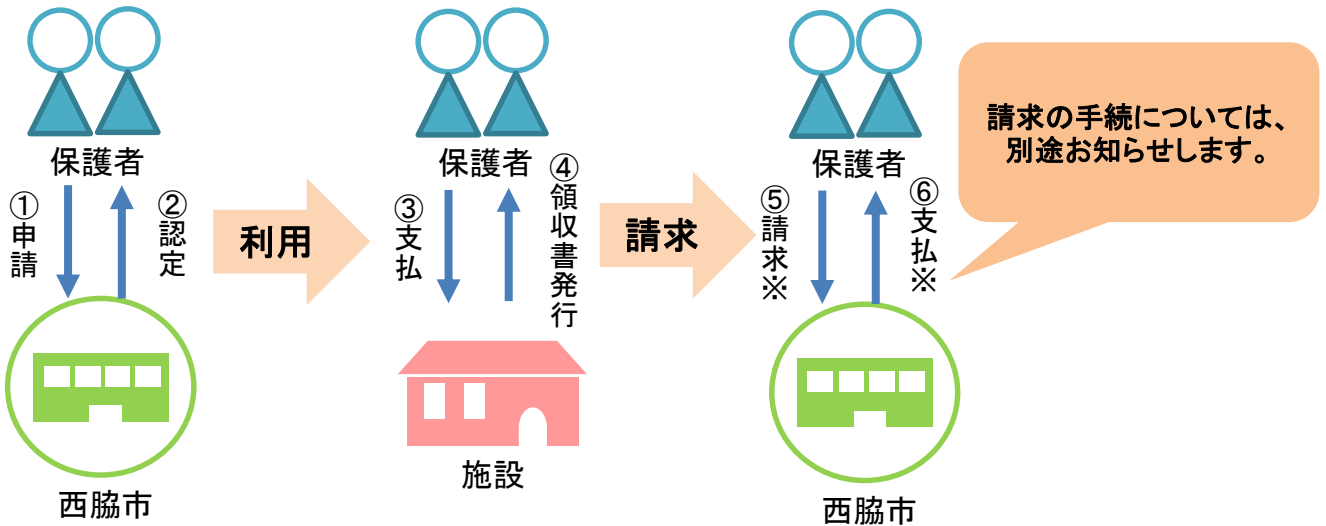 保護者
①申請
②認定
西脇市
利用
保護者
③支払
④領収書発行
施設
請求
保護者
⑤請求※
⑥支払※
西脇市
請求の手続については、
別途お知らせします。